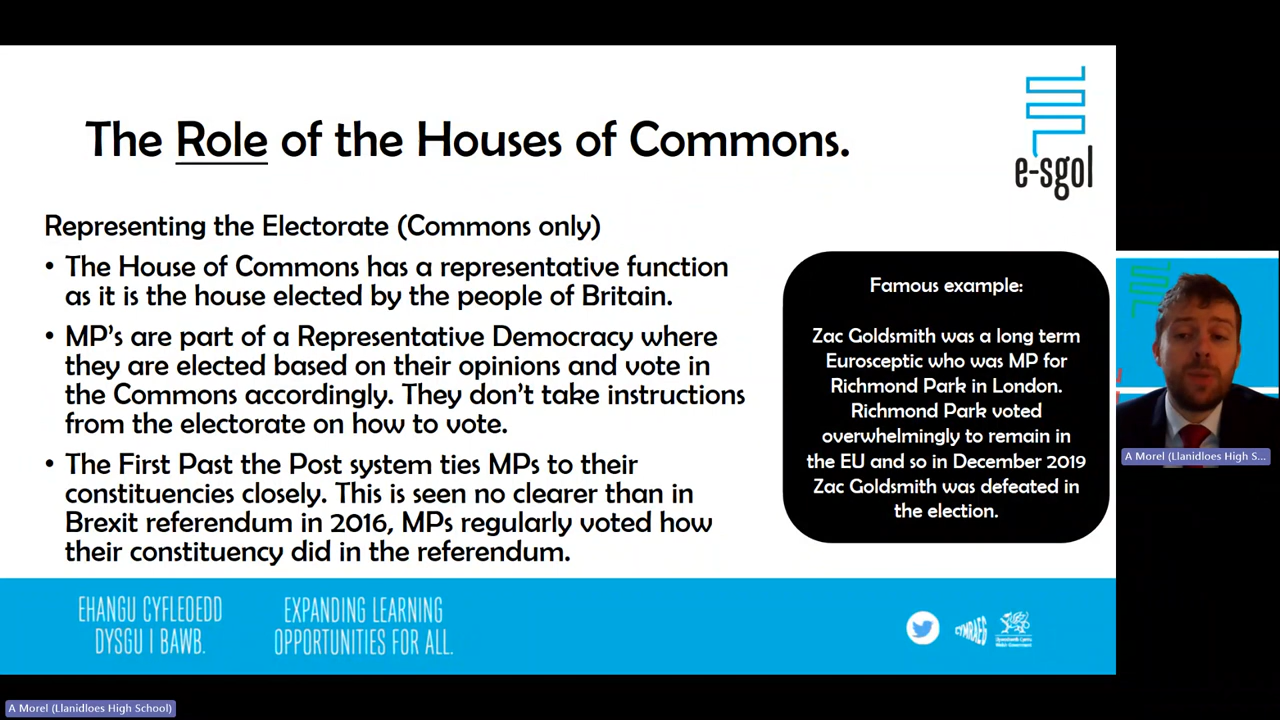 The Role of the Houses of Commons.
e-sgol
Representing the Electorate (Commons only)
• The House of Commons has a representative function
as it is the house elected by the people of Britain.
• MP's are part of a Representative Democracy where
they are elected based on their opinions and vote in
the Commons accordingly. They don't take instructions
from the electorate on how to vote.
• The First Past the Post system ties MPs to their
constituencies closely. This is seen no clearer than in
Brexit referendum in 2016, MPs regularly voted how
their constituency did in the referendum.
Famous example:
Zac Goldsmith was a long term
Eurosceptic who was MP for
Richmond Park in London.
Richmond Park voted
overwhelmingly to remain in
the EU and so in December 2019
Zac Goldsmith was defeated in
the election.
A Morel (Llanidloes High S...
EHANGU CYFLEOEDD
DYSGU I BAWB.
EXPANDING LEARNING
OPPORTUNITIES FOR ALL.
CYMRAEG
Llywodraeth Cymru
Welsh Government
A Morel (Llanidloes High School)